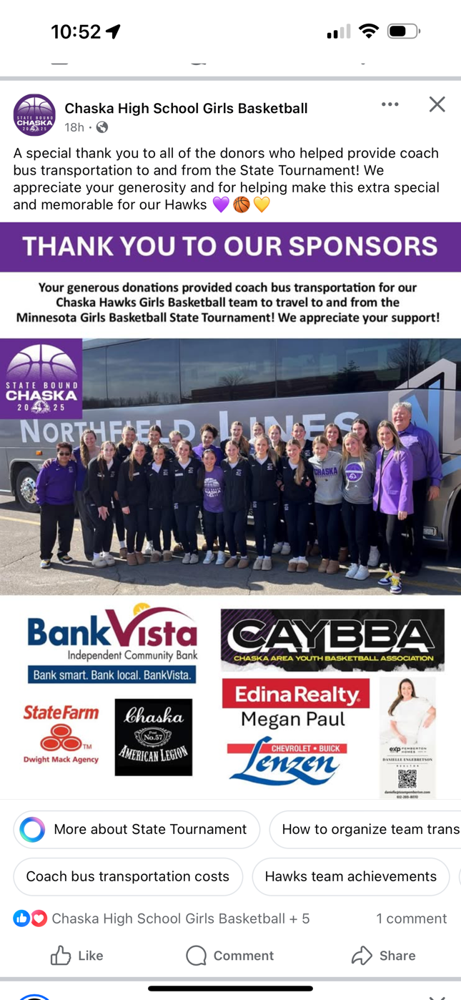 10:52
Chaska High School Girls Basketball
18h ·
A special thank you to all of the donors who helped provide coach
bus transportation to and from the State Tournament! We
appreciate your generosity and for helping make this extra special
and memorable for our Hawks 💜🏀💛
THANK YOU TO OUR SPONSORS
Your generous donations provided coach bus transportation for our
Chaska Hawks Girls Basketball team to travel to and from the
Minnesota Girls Basketball State Tournament! We appreciate your support!
STATE BOUND
CHASKA
20 25
NORTHFIELD LINES
CHASKA
BankVista
Independent Community Bank
Bank smart. Bank local. BankVista.
CAYBBA
CHASKA AREA YOUTH BASKETBALL ASSOCIATION
StateFarm
TM
Dwight Mack Agency
Chaska
Post
No.57
AMERICAN LEGION
Edina Realty.
Megan Paul
CHEVROLET • BUICK
Lenzen
exp PEMBERTON
HOMES
DANIELLE ENGEBRETSON
REALTOR
danielle@teampemberton.com
More about State Tournament
How to organize team trans
Coach bus transportation costs
Hawks team achievements
Chaska High School Girls Basketball + 5
1 comment
Like
Comment
Share